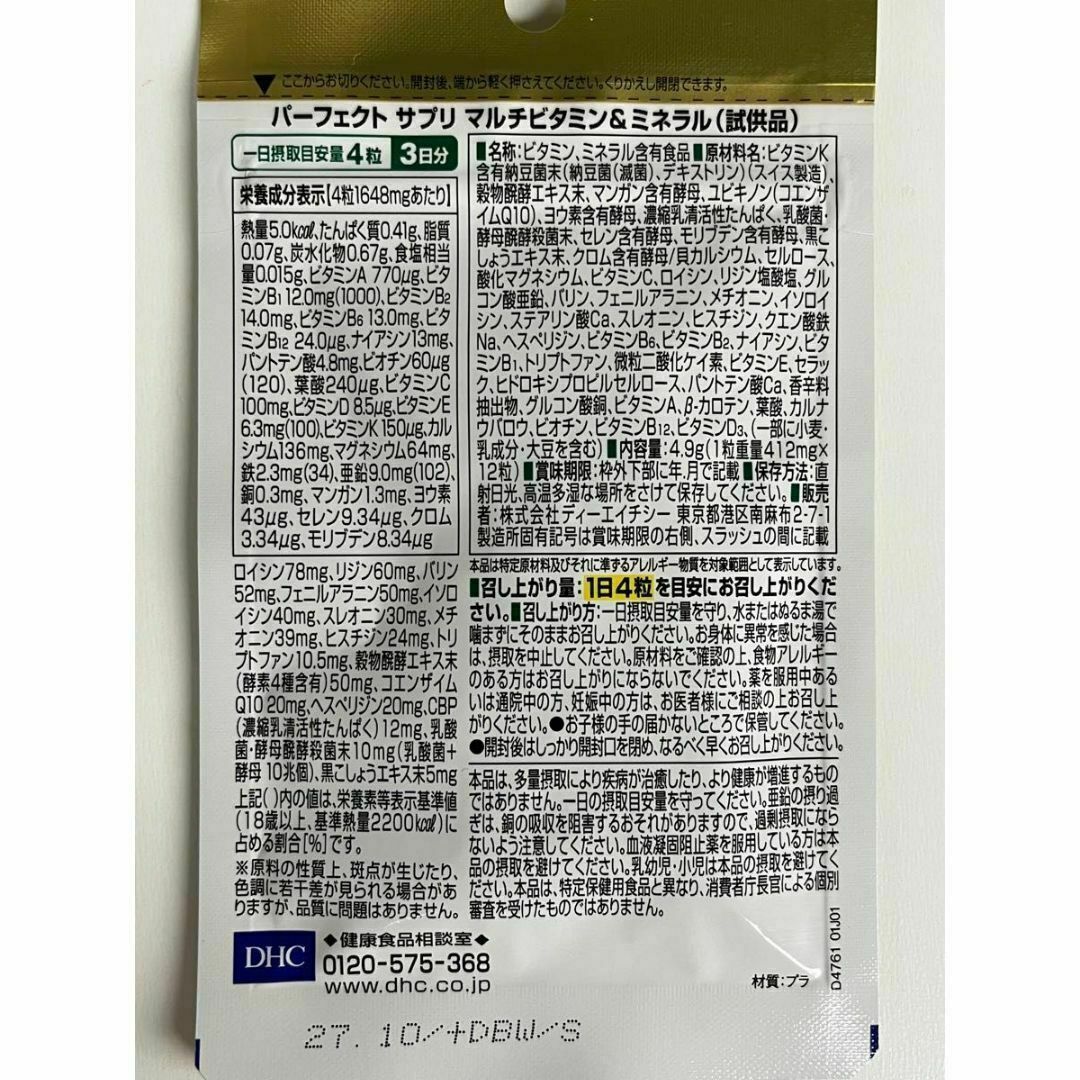 ▼ここからお切りください。開封後、端から軽く押さえてください。くりかえし開閉できます。
パーフェクト サプリ マルチビタミン＆ミネラル（試供品）
一日摂取目安量4粒 3日分
栄養成分表示【4粒1648mgあたり】
熱量5.0kcal、たんぱく質0.41g、脂質
0.07g、炭水化物0.67g、食塩相当
量0.015g、ビタミンA 770μg、ビタ
ミンB1 12.0mg(1000)、ビタミンB2
14.0mg、ビタミンB6 13.0mg、ビタ
ミンB12 24.0μg、ナイアシン13mg、
パントテン酸4.8mg、ビオチン60μg
(120)、葉酸240μg、ビタミンC
100mg、ビタミンD 8.5μg、ビタミンE
6.3mg(100)、ビタミンK 150μg、カル
シウム136mg、マグネシウム64mg、
鉄2.3mg(34)、亜鉛9.0mg(102)、
銅0.3mg、マンガン1.3mg、ヨウ素
43μg、セレン9.34μg、クロム
3.34μg、モリブデン8.34μg
ロイシン78mg、リジン60mg、バリン
52mg、フェニルアラニン50mg、イソロ
イシン40mg、スレオニン30mg、メチ
オニン39mg、ヒスチジン24mg、トリ
プトファン10.5mg、穀物醗酵エキス末
(酵素4種含有)50mg、コエンザイム
Q10 20mg、ヘスペリジン20mg、CBP
(濃縮乳清活性たんぱく)12mg、乳酸
菌・酵母醗酵殺菌末10mg(乳酸菌+
酵母 10兆個)、黒こしょうエキス末5mg
上記( )内の値は、栄養素等表示基準値
(18歳以上、基準熱量2200kcal)に
占める割合[%]です。
※原料の性質上、斑点が生じたり、
色調に若干差が見られる場合があ
りますが、品質に問題はありません。
■名称：ビタミン、ミネラル含有食品■原材料名：ビタミンK
含有納豆菌末（納豆菌（滅菌）、デキストリン）（スイス製造）、
穀物醗酵エキス末、マンガン含有酵母、ユビキノン（コエンザ
イムQ10）、ヨウ素含有酵母、濃縮乳清活性たんぱく、乳酸菌・
酵母醗酵殺菌末、セレン含有酵母、モリブデン含有酵母、黒こ
しょうエキス末、クロム含有酵母/貝カルシウム、セルロース、
酸化マグネシウム、ビタミンC、ロイシン、リジン塩酸塩、グル
コン酸亜鉛、バリン、フェニルアラニン、メチオニン、イソロイ
シン、ステアリン酸Ca、スレオニン、ヒスチジン、クエン酸鉄
Na、ヘスペリジン、ビタミンB6、ビタミンB2、ナイアシン、ビタ
ミンB1、トリプトファン、微粒二酸化ケイ素、ビタミンE、セラッ
ク、ヒドロキシプロピルセルロース、パントテン酸Ca、香辛料
抽出物、グルコン酸銅、ビタミンA、β-カロテン、葉酸、カルナ
ウバロウ、ビオチン、ビタミンB12、ビタミンD3、（一部に小麦・
乳成分・大豆を含む）■内容量：4.9g（1粒重量412mg×
12粒）■賞味期限：枠外下部に年、月で記載■保存方法：直
射日光、高温多湿な場所をさけて保存してください。■販売
者：株式会社ディーエイチシー 東京都港区南麻布2-7-1
製造所固有記号は賞味期限の右側、スラッシュの間に記載
本品は特定原材料及びそれに準ずるアレルギー物質を対象範囲として表示しています。
■召し上がり量：1日4粒を目安にお召し上がりくだ
さい。■召し上がり方：一日摂取目安量を守り、水またはぬるま湯で
噛まずにそのままお召し上がりください。お身体に異常を感じた場合
は、摂取を中止してください。原材料をご確認の上、食物アレルギー
のある方はお召し上がりにならないでください。薬を服用中ある
いは通院中の方、妊娠中の方は、お医者様にご相談の上お召し上
がりください。●お子様の手の届かないところで保管してください。
●開封後はしっかり開封口を閉め、なるべく早くお召し上がりください。
本品は、多量摂取により疾病が治癒したり、より健康が増進するもの
ではありません。一日の摂取目安量を守ってください。亜鉛の摂り過
ぎは、銅の吸収を阻害するおそれがありますので、過剰摂取になら
ないよう注意してください。血液凝固阻止薬を服用している方は本
品の摂取を避けてください。乳幼児・小児は本品の摂取を避けてく
ださい。本品は、特定保健用食品と異なり、消費者庁長官による個別
審査を受けたものではありません。
DHC
◆健康食品相談室◆
0120-575-368
www.dhc.co.jp
材質：プラ
D4761 01J01
27.10/+DBW/S